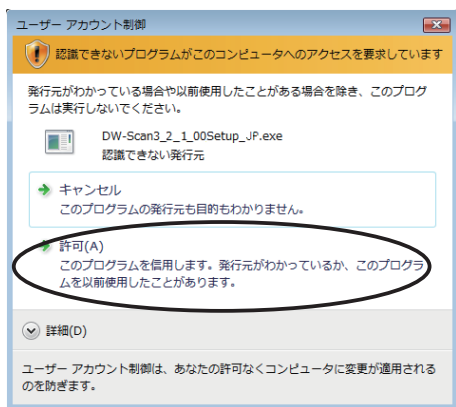 ユーザー アカウント制御
認識できないプログラムがこのコンピュータへのアクセスを要求しています
発行元がわかっている場合や以前使用したことがある場合を除き、このプログ
ラムは実行しないでください。
DW-Scan3_2_1_00Setup_JP.exe
認識できない発行元
キャンセル
このプログラムの発行元も目的もわかりません。
許可(A)
このプログラムを信用します。発行元がわかっているか、このプログラ
ムを以前使用したことがあります。
詳細(D)
ユーザー アカウント制御は、あなたの許可なくコンピュータに変更が適用される
のを防ぎます。